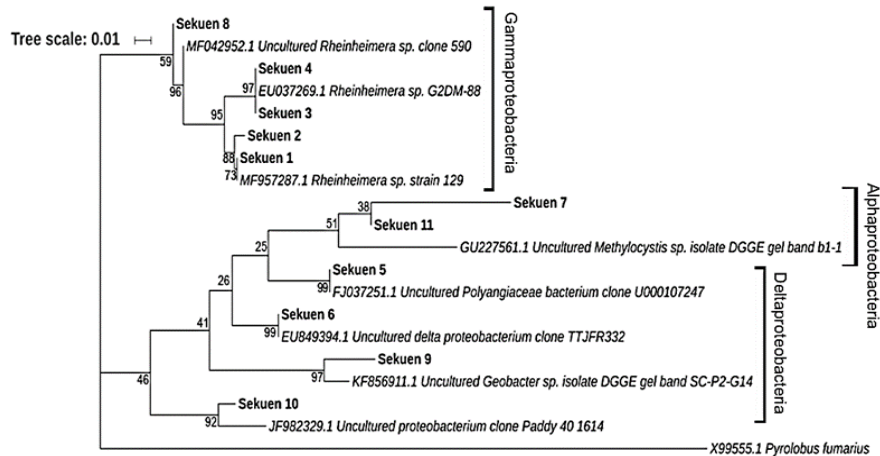 Sekuen 8
Tree scale: 0.01
MF042952.1 Uncultured Rheinheimera sp. clone 590
59
Sekuen 4
96
97
EU037269.1 Rheinheimera sp. G2DM-88
Sekuen 3
95
Sekuen 2
88
Sekuen 1
73
MF957287.1 Rheinheimera sp. strain 129
Gammaproteobacteria
Sekuen 7
38
Sekuen 11
51
GU227561.1 Uncultured Methylocystis sp. isolate DGGE gel band b1-1
Alphaproteobacteria
25
Sekuen 5
99
FJ037251.1 Uncultured Polyangiaceae bacterium clone U000107247
26
Sekuen 6
99
EU849394.1 Uncultured delta proteobacterium clone TTJFR332
41
Sekuen 9
97
KF856911.1 Uncultured Geobacter sp. isolate DGGE gel band SC-P2-G14
46
Sekuen 10
92
JF982329.1 Uncultured proteobacterium clone Paddy 40 1614
Deltaproteobacteria
X99555.1 Pyrolobus fumarius